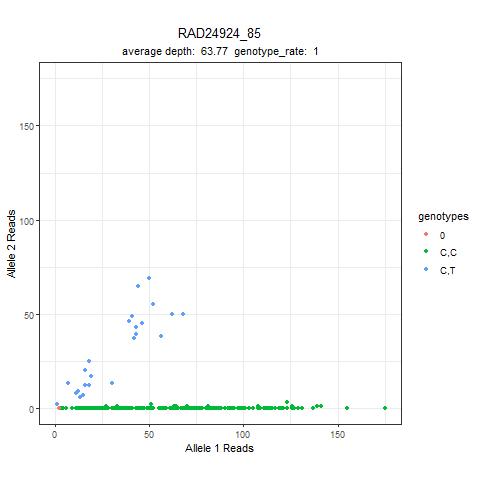 RAD24924_85
average depth: 63.77 genotype_rate: 1
150
100
50
0
Allele 2 Reads
0 50 100 150
Allele 1 Reads
genotypes
0
C,C
C,T